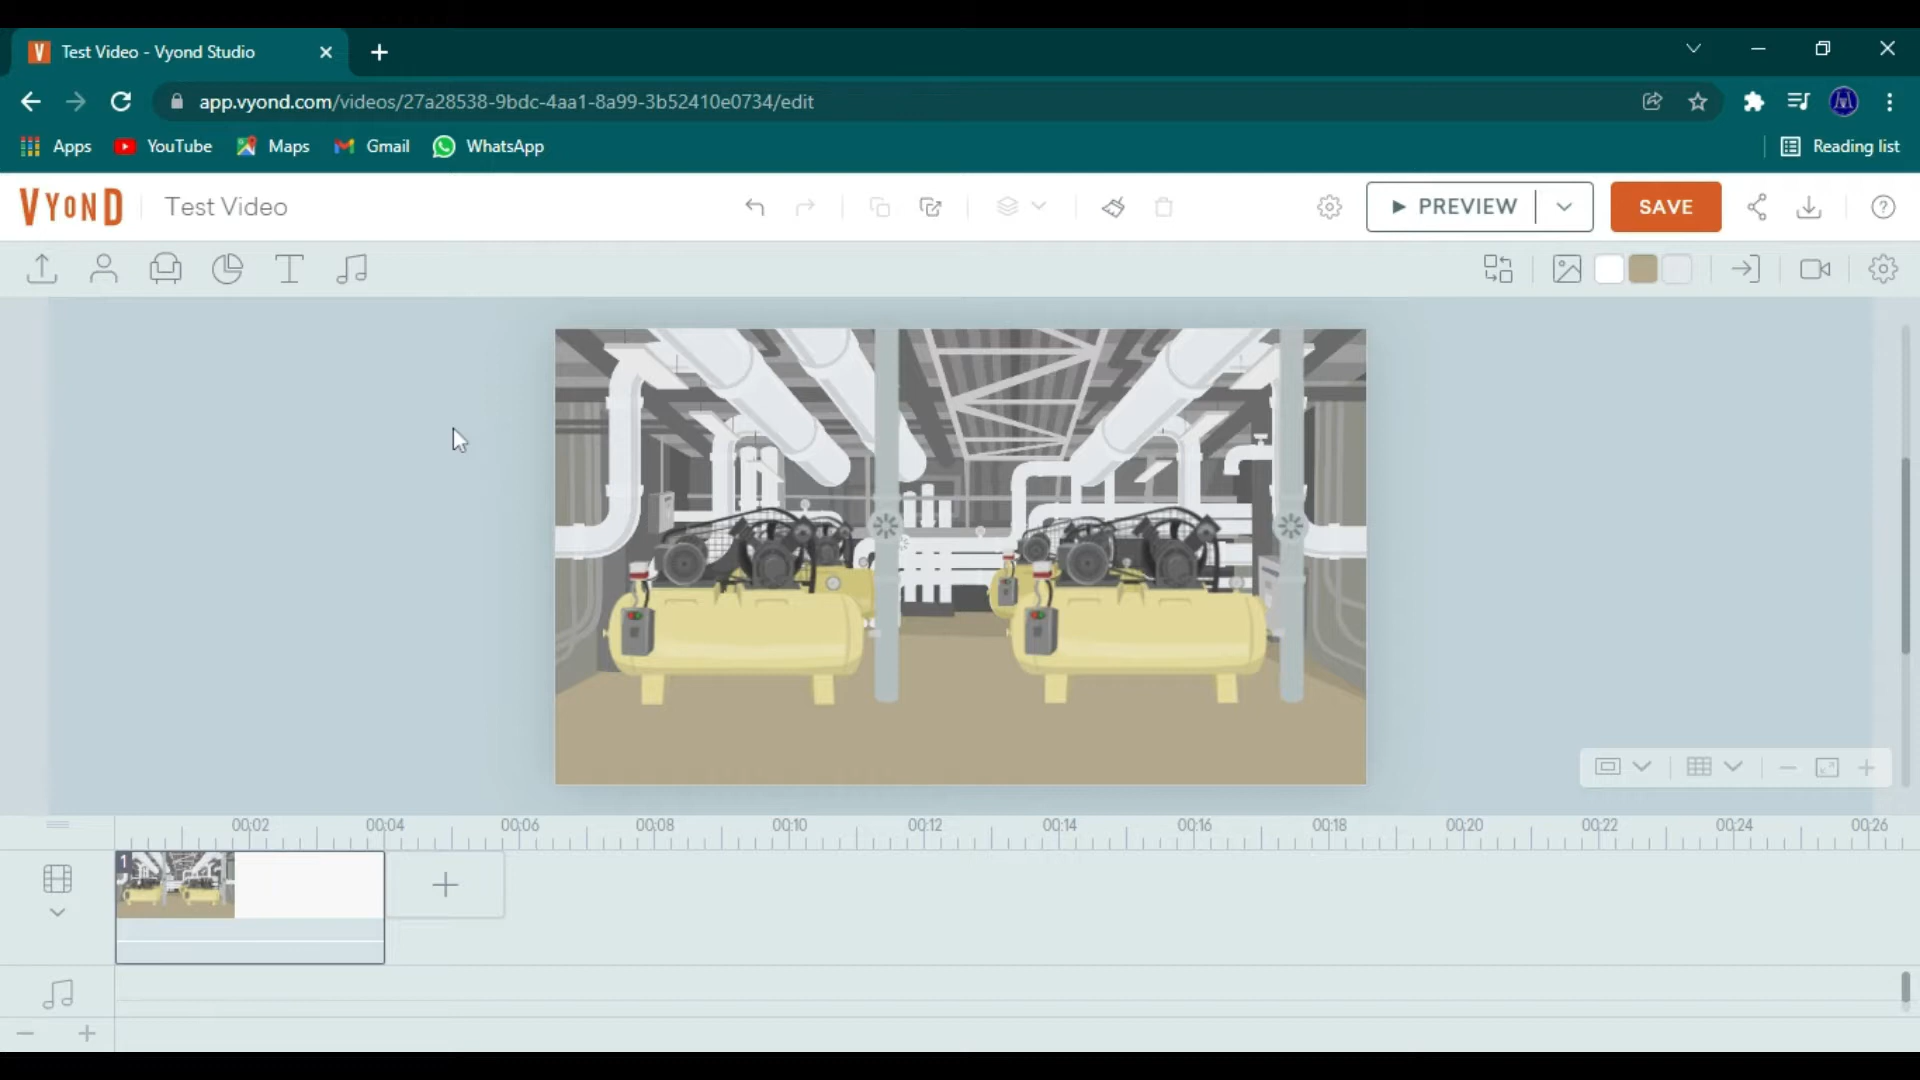 Test Video - Vyond Studio
app.vyond.com/videos/27a28538-9bdc-4aa1-8a99-3b52410e0734/edit
Apps YouTube Maps Gmail WhatsApp Reading list
VYOND Test Video PREVIEW SAVE
00:02 00:04 00:06 00:08 00:10 00:12 00:14 00:16 00:18 00:20 00:22 00:24 00:26
1